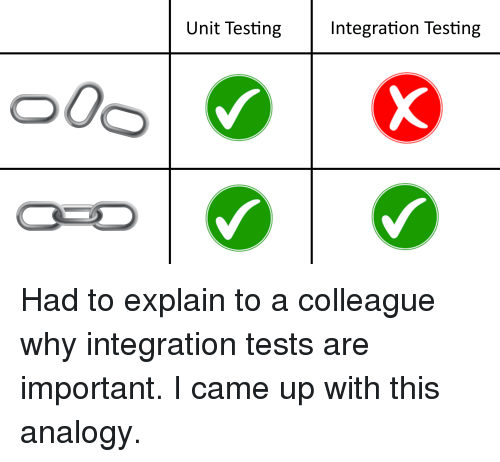 Unit Testing
Integration Testing
Had to explain to a colleague
why integration tests are
important. I came up with this
analogy.